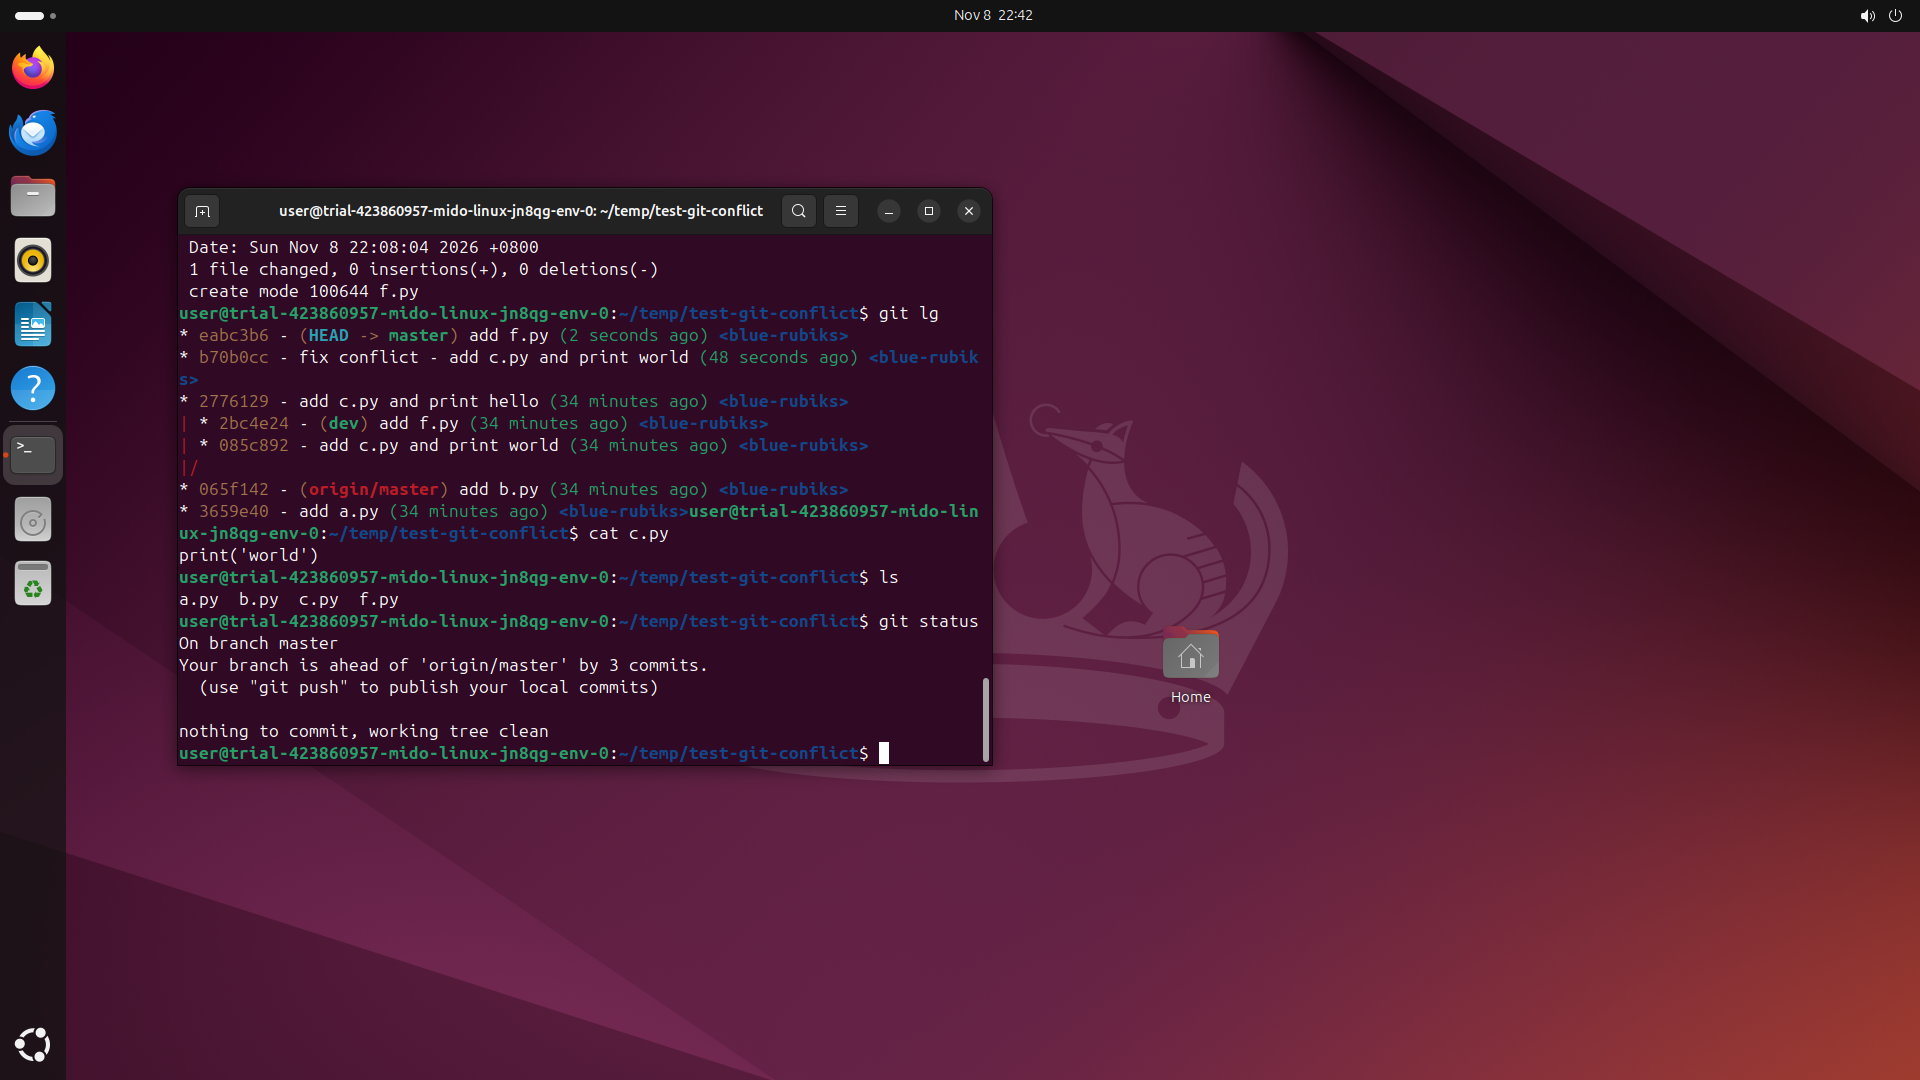 Nov 8 22:42
user@trial-423860957-mido-linux-jn8qg-env-0: ~/temp/test-git-conflict
Date: Sun Nov 8 22:08:04 2026 +0800
1 file changed, 0 insertions(+), 0 deletions(-)
create mode 100644 f.py
user@trial-423860957-mido-linux-jn8qg-env-0:~/temp/test-git-conflict$ git lg
* eabc3b6 - (HEAD -> master) add f.py (2 seconds ago) <blue-rubiks>
* b70b0cc - fix conflict - add c.py and print world (48 seconds ago) <blue-rubik
s>
* 2776129 - add c.py and print hello (34 minutes ago) <blue-rubiks>
| * 2bc4e24 - (dev) add f.py (34 minutes ago) <blue-rubiks>
| * 085c892 - add c.py and print world (34 minutes ago) <blue-rubiks>
|/
* 065f142 - (origin/master) add b.py (34 minutes ago) <blue-rubiks>
* 3659e40 - add a.py (34 minutes ago) <blue-rubiks>user@trial-423860957-mido-lin
ux-jn8qg-env-0:~/temp/test-git-conflict$ cat c.py
print('world')
user@trial-423860957-mido-linux-jn8qg-env-0:~/temp/test-git-conflict$ ls
a.py  b.py  c.py  f.py
user@trial-423860957-mido-linux-jn8qg-env-0:~/temp/test-git-conflict$ git status
On branch master
Your branch is ahead of 'origin/master' by 3 commits.
  (use "git push" to publish your local commits)
nothing to commit, working tree clean
user@trial-423860957-mido-linux-jn8qg-env-0:~/temp/test-git-conflict$
Home